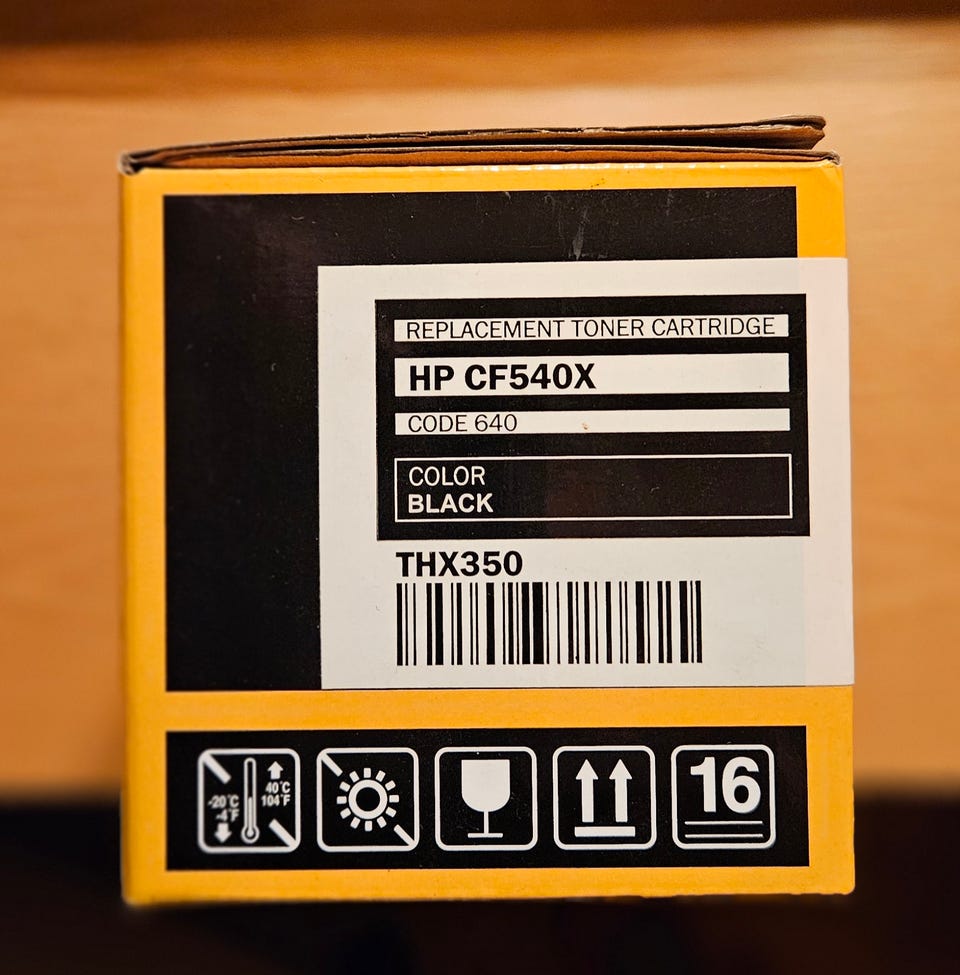 REPLACEMENT TONER CARTRIDGE
HP CF540X
CODE 640
COLOR
BLACK
THX350
-20°C
-4°F
40°C
104°F
16